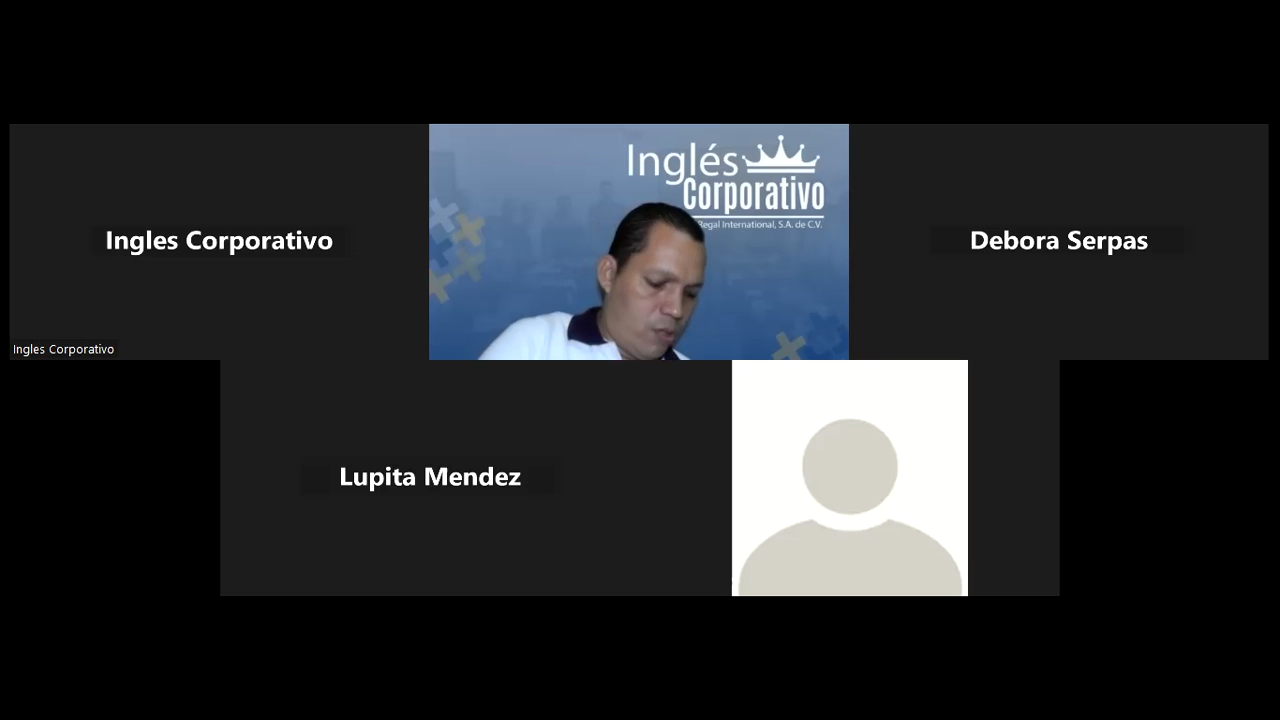 Ingles Corporativo
Ingles Corporativo
Inglés
Corporativo
Regal International, S.A. de C.V.
Debora Serpas
Lupita Mendez